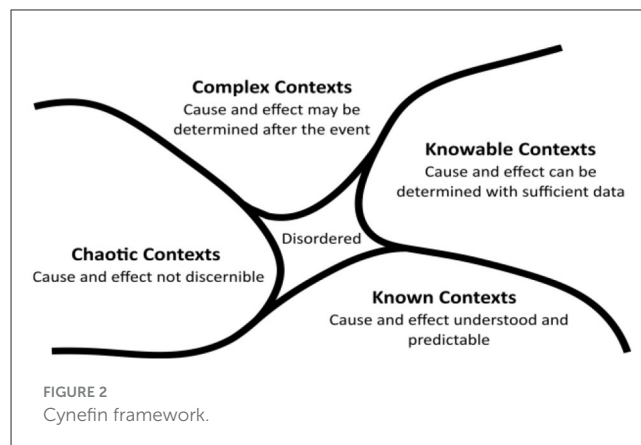 Complex Contexts
Cause and effect may be
determined after the event
Knowable Contexts
Cause and effect can be
determined with sufficient data
Disordered
Chaotic Contexts
Cause and effect not discernible
Known Contexts
Cause and effect understood and
predictable
FIGURE 2
Cynefin framework.